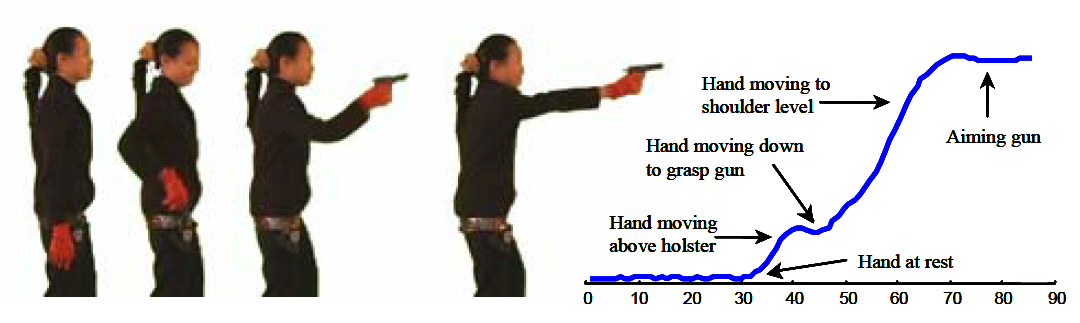 Hand moving to
shoulder level
Aiming gun
Hand moving down
to grasp gun
Hand moving
above holster
Hand at rest
0 10 20 30 40 50 60 70 80 90